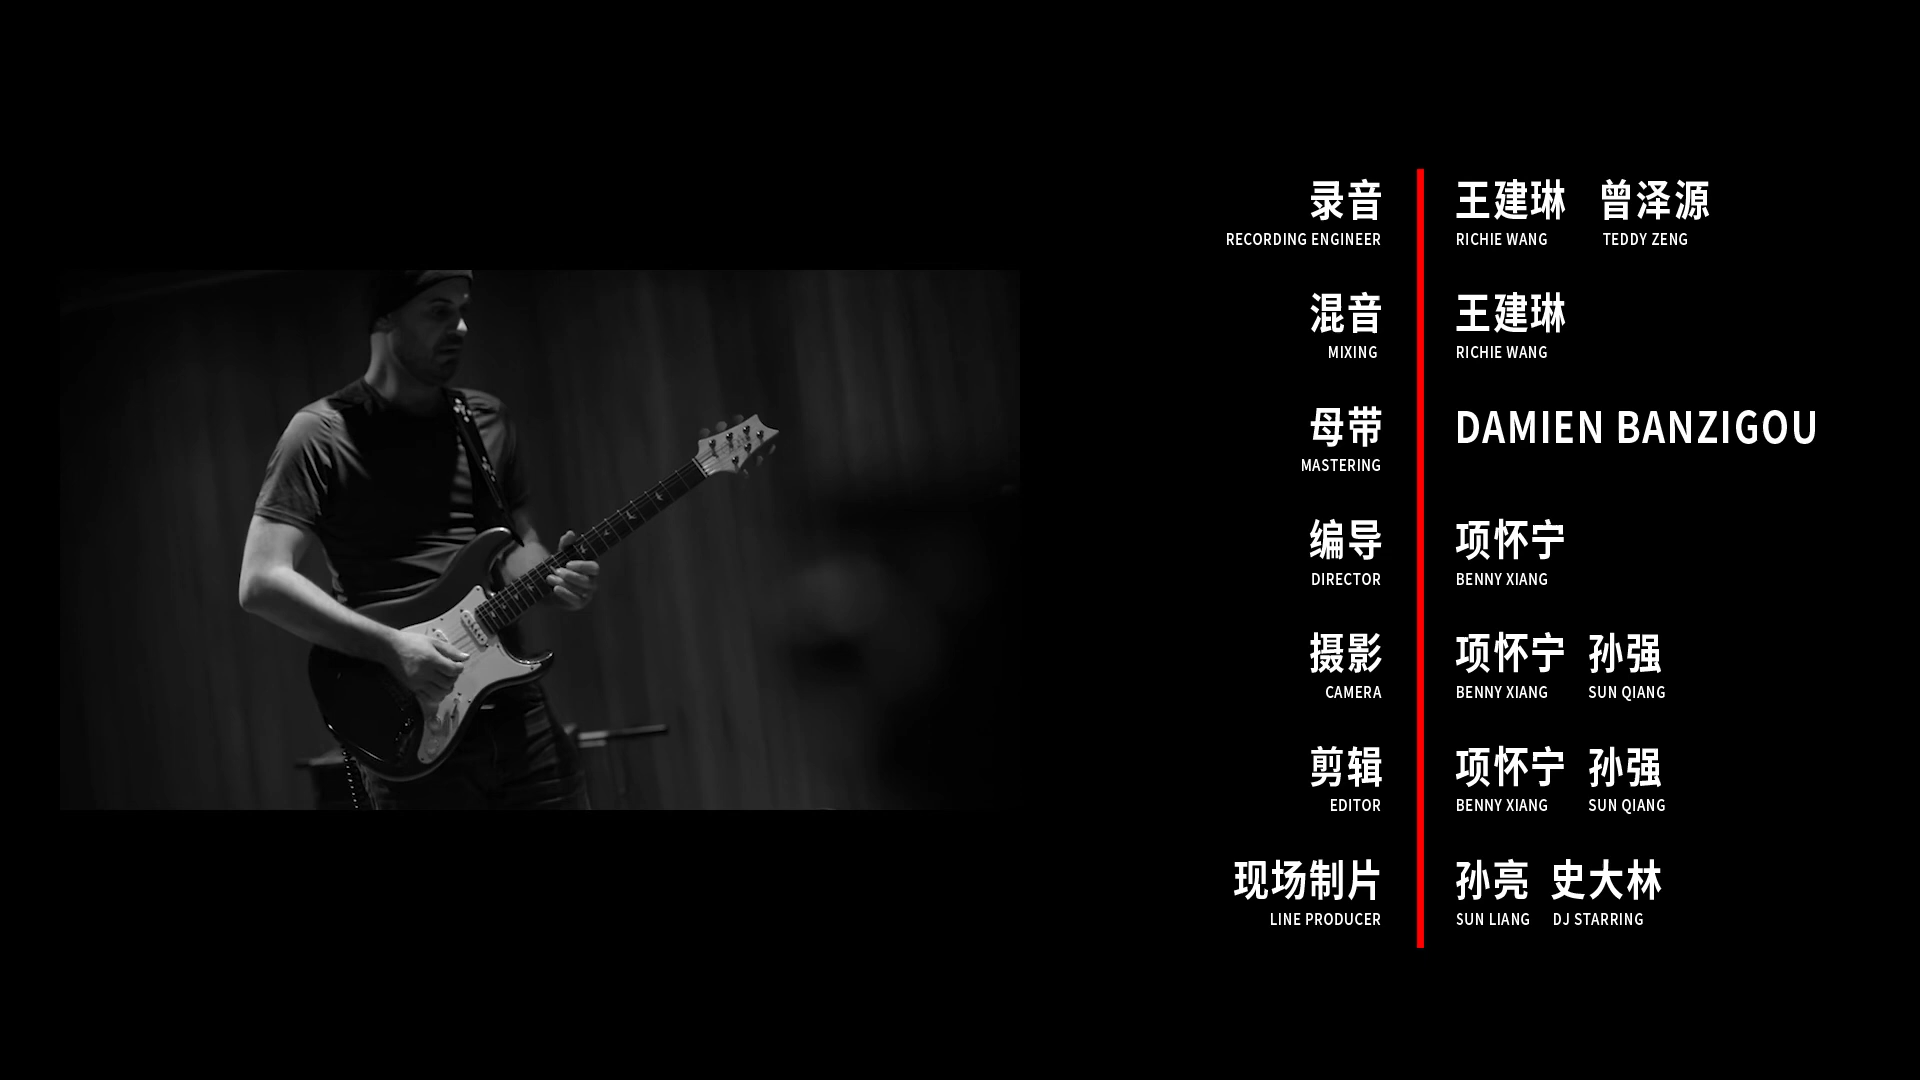 录音 王建琳 曾泽源
RECORDING ENGINEER RICHIE WANG TEDDY ZENG
混音 王建琳
MIXING RICHIE WANG
母带 DAMIEN BANZIGOU
MASTERING
编导 项怀宁
DIRECTOR BENNY XIANG
摄影 项怀宁 孙强
CAMERA BENNY XIANG SUN QIANG
剪辑 项怀宁 孙强
EDITOR BENNY XIANG SUN QIANG
现场制片 孙亮 史大林
LINE PRODUCER SUN LIANG DJ STARRING